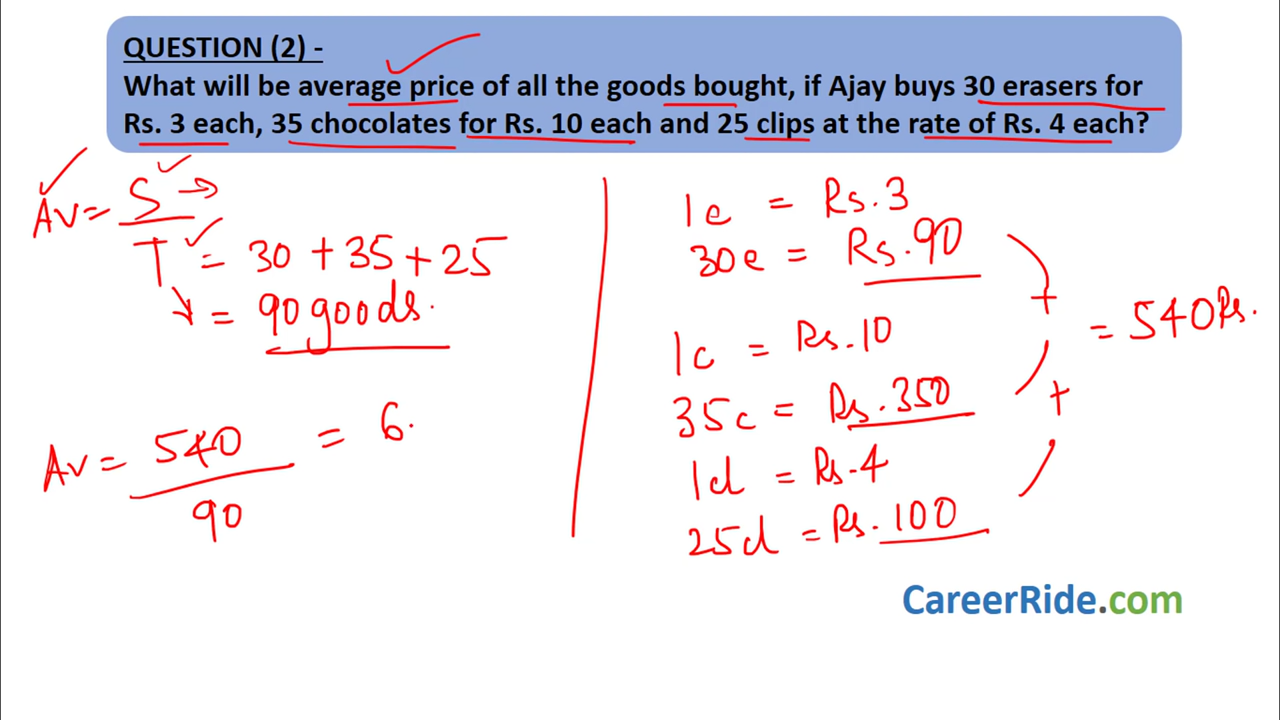 QUESTION (2) -
What will be average price of all the goods bought, if Ajay buys 30 erasers for
Rs. 3 each, 35 chocolates for Rs. 10 each and 25 clips at the rate of Rs. 4 each?
Av = S/T
= 30 + 35 + 25
= 90 goods.
Av = 540/90 = 6.
1e = Rs. 3
30e = Rs. 90
1c = Rs. 10
35c = Rs. 350
1cl = Rs. 4
25cl = Rs. 100
+ + = 540 Rs.
CareerRide.com